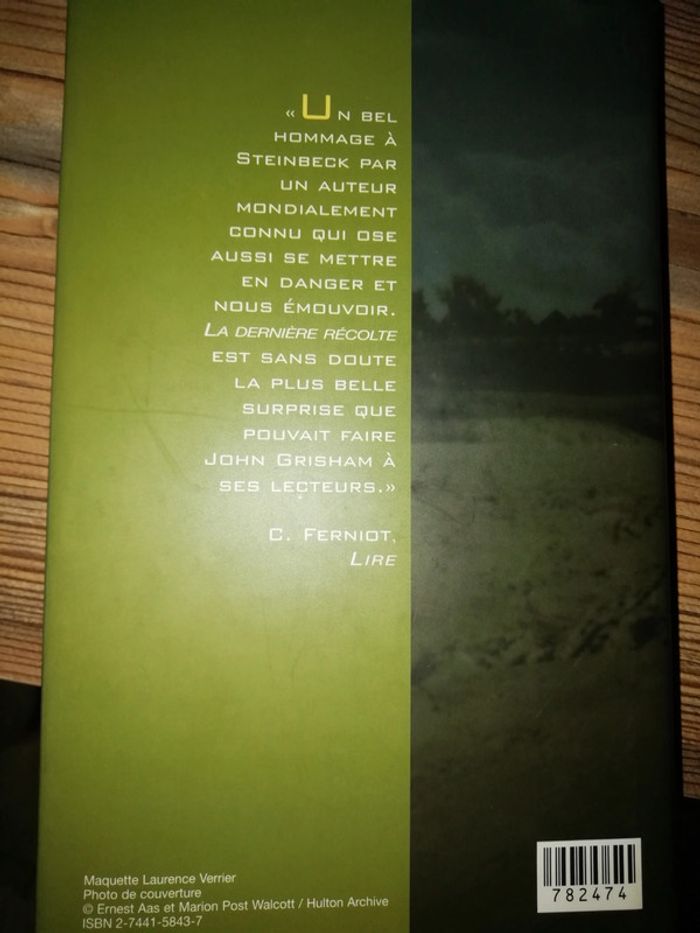 « UN BEL
HOMMAGE À
STEINBECK PAR
UN AUTEUR
MONDIALEMENT
CONNU QUI OSE
AUSSI SE METTRE
EN DANGER ET
NOUS ÉMOUVOIR.
LA DERNIÈRE RÉCOLTE
EST SANS DOUTE
LA PLUS BELLE
SURPRISE QUE
POUVAIT FAIRE
JOHN GRISHAM À
SES LECTEURS.»
C. FERNIOT,
LIRE
Maquette Laurence Verrier
Photo de couverture
© Ernest Aas et Marion Post Walcott / Hulton Archive
ISBN 2-7441-5843-7
782474